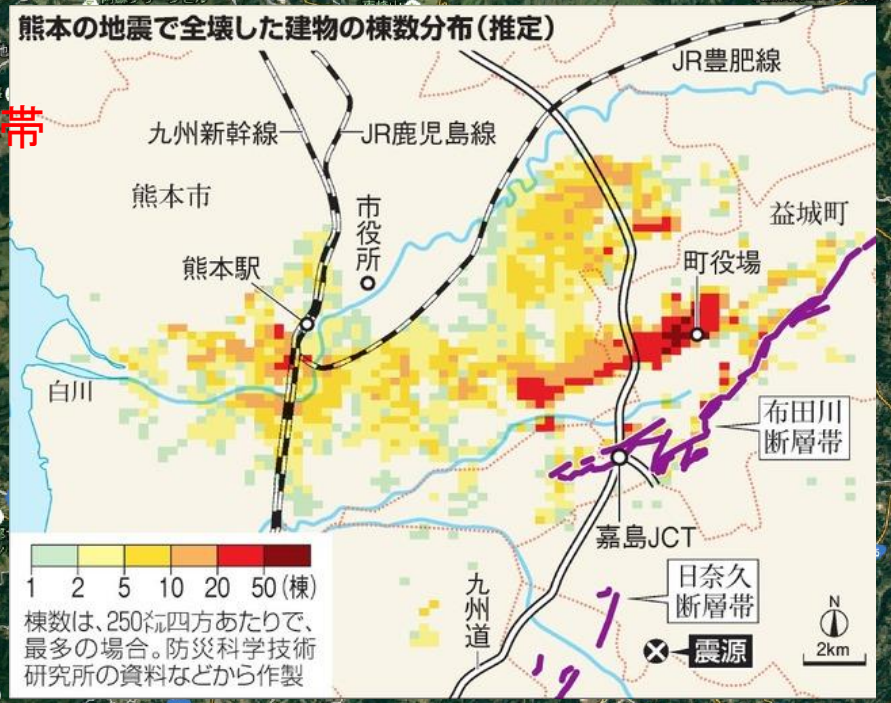 熊本の地震で全壊した建物の棟数分布(推定)
帯
JR豊肥線
九州新幹線
JR鹿児島線
熊本市
市役所
益城町
熊本駅
町役場
白川
布田川
断層帯
嘉島JCT
九州道
日奈久
断層帯
震源
N
2km
1 2 5 10 20 50(棟)
棟数は、250㍍四方あたりで、
最多の場合。防災科学技術
研究所の資料などから作製